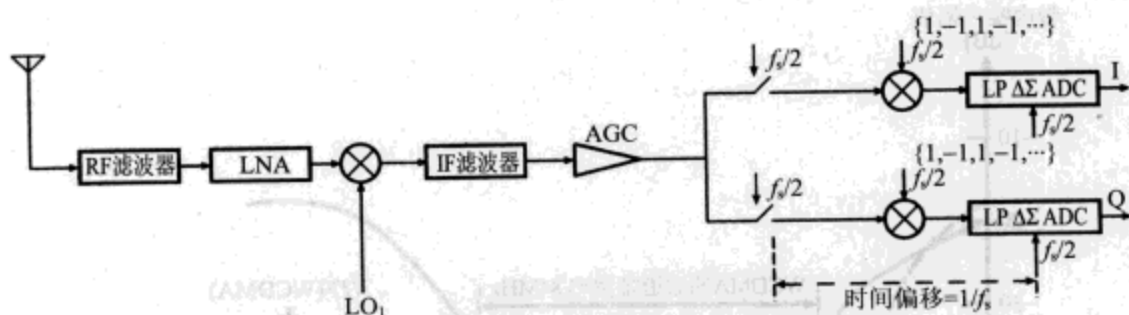 {1,−1,1,−1,···}
fs/2
fs/2
LP ΔΣ ADC
I
fs/2
AGC
RF滤波器
LNA
IF滤波器
{1,−1,1,−1,···}
fs/2
fs/2
LP ΔΣ ADC
Q
fs/2
时间偏移=1/fs
LO1
(WCDMA)